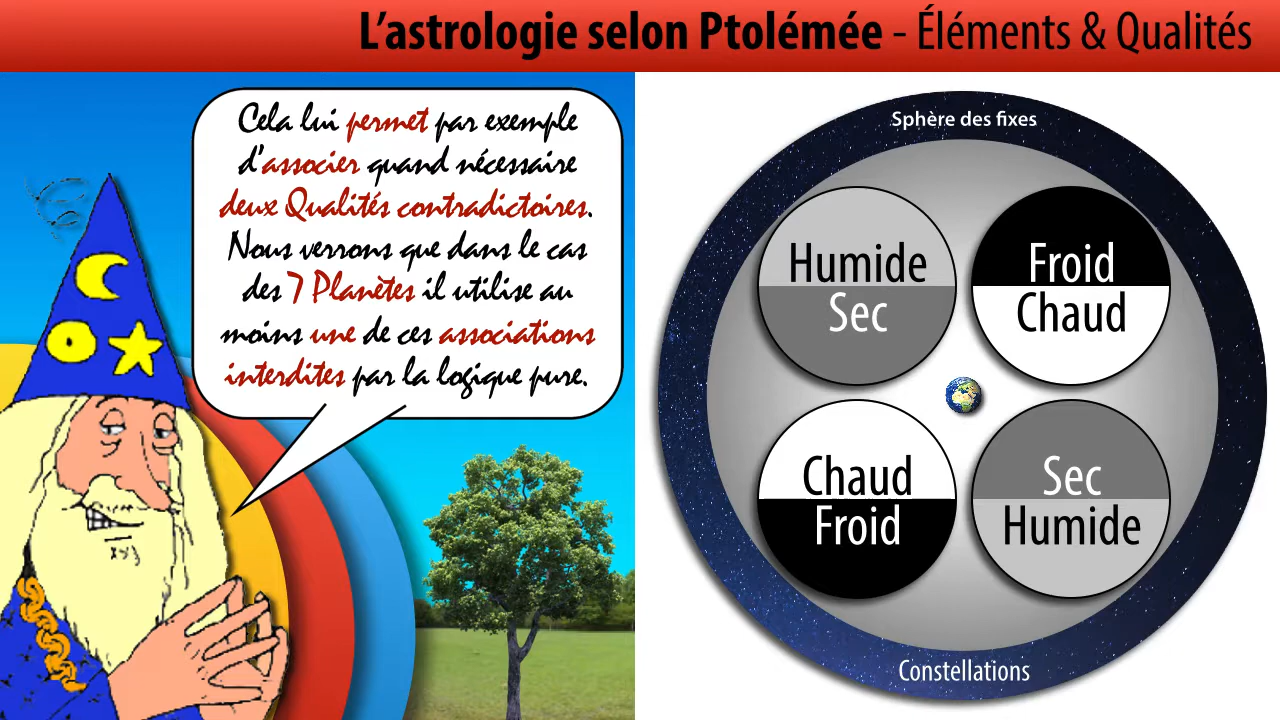 L'astrologie selon Ptolémée - Éléments & Qualités
Cela lui permet par exemple
d'associer quand nécessaire
deux Qualités contradictoires.
Nous verrons que dans le cas
des 7 Planètes il utilise au
moins une de ces associations
interdites par la logique pure.
Sphère des fixes
Humide
Sec
Froid
Chaud
Chaud
Froid
Sec
Humide
Constellations